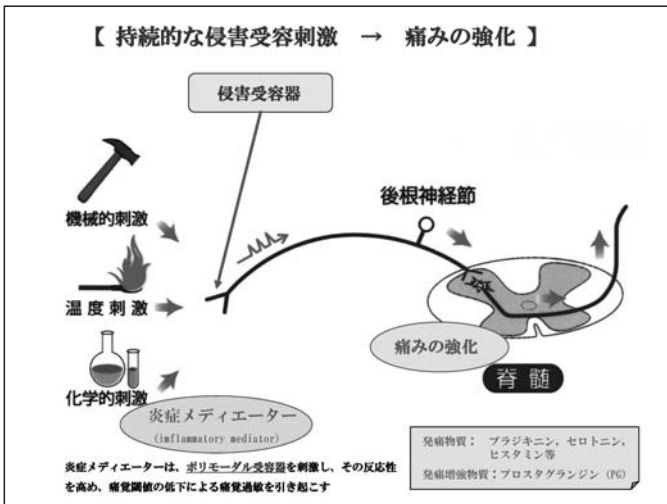 【 持続的な侵害受容刺激 → 痛みの強化 】
侵害受容器
機械的刺激
後根神経節
温度刺激
痛みの強化
脊髄
化学的刺激
炎症メディエーター
(imflammatory mediator)
発痛物質： ブラジキニン、セロトニン、
ヒスタミン等
発痛増強物質：プロスタグランジン（PG）
炎症メディエーターは、ポリモーダル受容器を刺激し、その反応性
を高め、痛覚閾値の低下による痛覚過敏を引き起こす